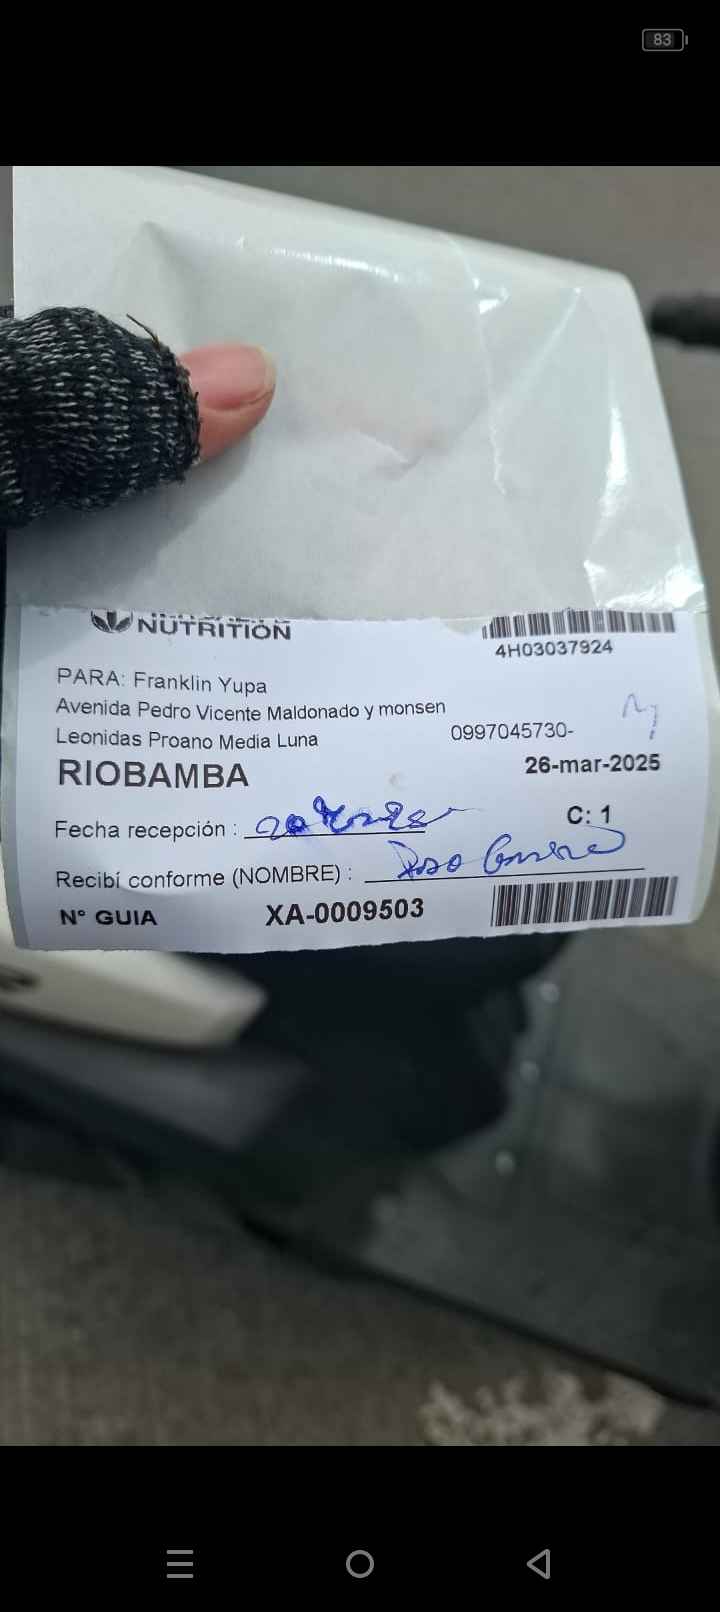 83
NUTRITION
4H03037924
PARA: Franklin Yupa
Avenida Pedro Vicente Maldonado y monsen
Leonidas Proano Media Luna 0997045730-
RIOBAMBA 26-mar-2025
C: 1
Fecha recepción :
Recibí conforme (NOMBRE) :
N° GUIA XA-0009503